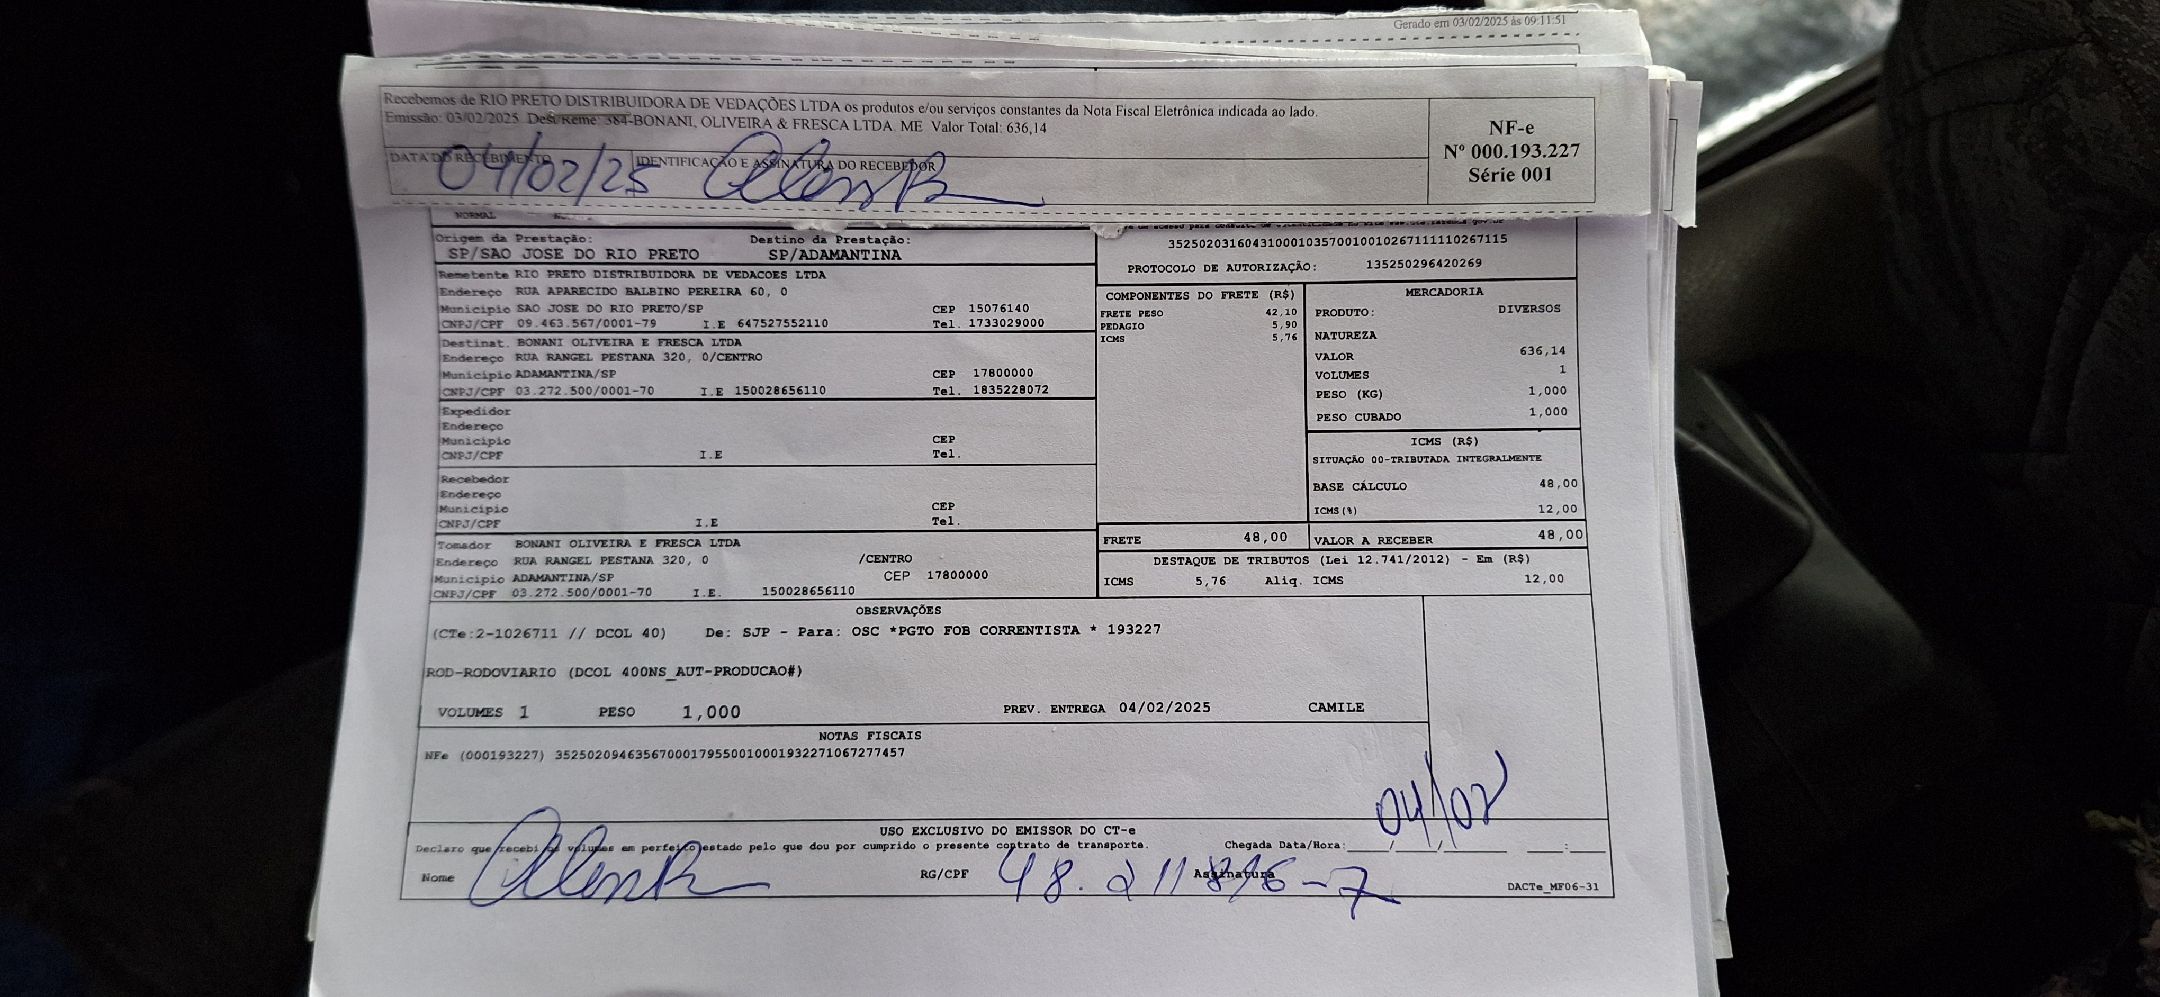 Gerado em 03/02/2025 às 09:11:51
Recebemos de RIO PRETO DISTRIBUIDORA DE VEDAÇÕES LTDA os produtos e/ou serviços constantes da Nota Fiscal Eletrônica indicada ao lado.
Emissão: 03/02/2025 Dest/Reme: 384-BONANI, OLIVEIRA & FRESCA LTDA. ME Valor Total: 636,14
NF-e
Nº 000.193.227
Série 001
DATA DO RECEBIMENTO IDENTIFICAÇÃO E ASSINATURA DO RECEBEDOR
04/02/25
NORMAL
Origem da Prestação: Destino da Prestação:
SP/SAO JOSE DO RIO PRETO SP/ADAMANTINA
35250203160431000103570010010267111110267115
PROTOCOLO DE AUTORIZAÇÃO: 135250296420269
Remetente RIO PRETO DISTRIBUIDORA DE VEDACOES LTDA
Endereço RUA APARECIDO BALBINO PEREIRA 60, 0
Municipio SAO JOSE DO RIO PRETO/SP CEP 15076140
CNPJ/CPF 09.463.567/0001-79 I.E 647527552110 Tel. 1733029000
Destinat. BONANI OLIVEIRA E FRESCA LTDA
Endereço RUA RANGEL PESTANA 320, 0/CENTRO
Municipio ADAMANTINA/SP CEP 17800000
CNPJ/CPF 03.272.500/0001-70 I.E 150028656110 Tel. 1835228072
Expedidor
Endereço
Municipio CEP
CNPJ/CPF I.E Tel.
Recebedor
Endereço
Municipio CEP
CNPJ/CPF I.E Tel.
Tomador BONANI OLIVEIRA E FRESCA LTDA
Endereço RUA RANGEL PESTANA 320, 0 /CENTRO
Municipio ADAMANTINA/SP CEP 17800000
CNPJ/CPF 03.272.500/0001-70 I.E. 150028656110
COMPONENTES DO FRETE (R$)
FRETE PESO 42,10
PEDAGIO 5,90
ICMS 5,76
MERCADORIA
PRODUTO: DIVERSOS
NATUREZA
VALOR 636,14
VOLUMES 1
PESO (KG) 1,000
PESO CUBADO 1,000
ICMS (R$)
SITUAÇÃO 00-TRIBUTADA INTEGRALMENTE
BASE CÁLCULO 48,00
ICMS(%) 12,00
FRETE 48,00 VALOR A RECEBER 48,00
DESTAQUE DE TRIBUTOS (Lei 12.741/2012) - Em (R$)
ICMS 5,76 Aliq. ICMS 12,00
OBSERVAÇÕES
(CTe:2-1026711 // DCOL 40) De: SJP - Para: OSC *PGTO FOB CORRENTISTA * 193227
ROD-RODOVIARIO (DCOL 400NS_AUT-PRODUCAO#)
VOLUMES 1 PESO 1,000 PREV. ENTREGA 04/02/2025 CAMILE
NOTAS FISCAIS
NFe (000193227) 35250209463567000179550010001932271067277457
04/02
USO EXCLUSIVO DO EMISSOR DO CT-e
Declaro que recebi os volumes em perfeito estado pelo que dou por cumprido o presente contrato de transporte. Chegada Data/Hora:____/____,______ ___:___
Nome RG/CPF Assinatura
DACTe_MF06-31